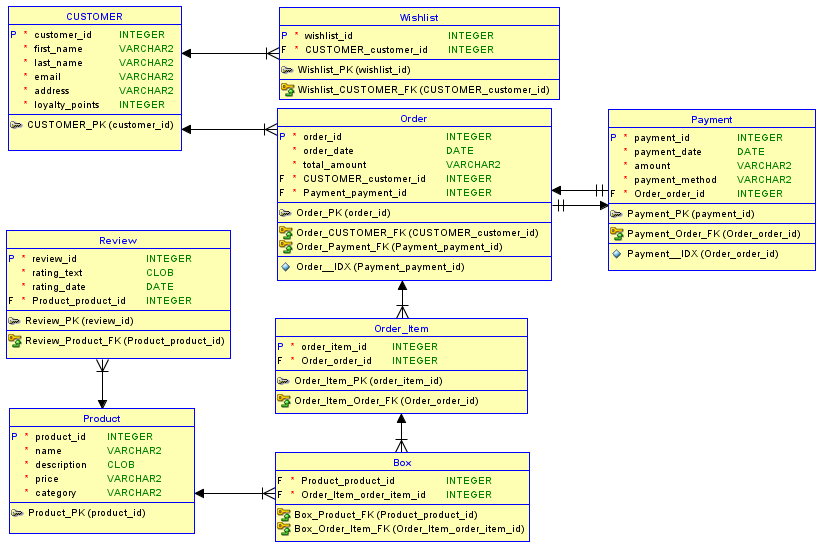 CUSTOMER
P * customer_id INTEGER
* first_name VARCHAR2
* last_name VARCHAR2
* email VARCHAR2
* address VARCHAR2
* loyalty_points INTEGER
CUSTOMER_PK (customer_id)
Wishlist
P * wishlist_id INTEGER
F * CUSTOMER_customer_id INTEGER
Wishlist_PK (wishlist_id)
Wishlist_CUSTOMER_FK (CUSTOMER_customer_id)
Order
P * order_id INTEGER
* order_date DATE
* total_amount VARCHAR2
F * CUSTOMER_customer_id INTEGER
F * Payment_payment_id INTEGER
Order_PK (order_id)
Order_CUSTOMER_FK (CUSTOMER_customer_id)
Order_Payment_FK (Payment_payment_id)
Order__IDX (Payment_payment_id)
Payment
P * payment_id INTEGER
* payment_date DATE
* amount VARCHAR2
* payment_method VARCHAR2
F * Order_order_id INTEGER
Payment_PK (payment_id)
Payment_Order_FK (Order_order_id)
Payment__IDX (Order_order_id)
Review
P * review_id INTEGER
* rating_text CLOB
* rating_date DATE
F * Product_product_id INTEGER
Review_PK (review_id)
Review_Product_FK (Product_product_id)
Order_Item
P * order_item_id INTEGER
F * Order_order_id INTEGER
Order_Item_PK (order_item_id)
Order_Item_Order_FK (Order_order_id)
Product
P * product_id INTEGER
* name VARCHAR2
* description CLOB
* price VARCHAR2
* category VARCHAR2
Product_PK (product_id)
Box
F * Product_product_id INTEGER
F * Order_Item_order_item_id INTEGER
Box_Product_FK (Product_product_id)
Box_Order_Item_FK (Order_Item_order_item_id)